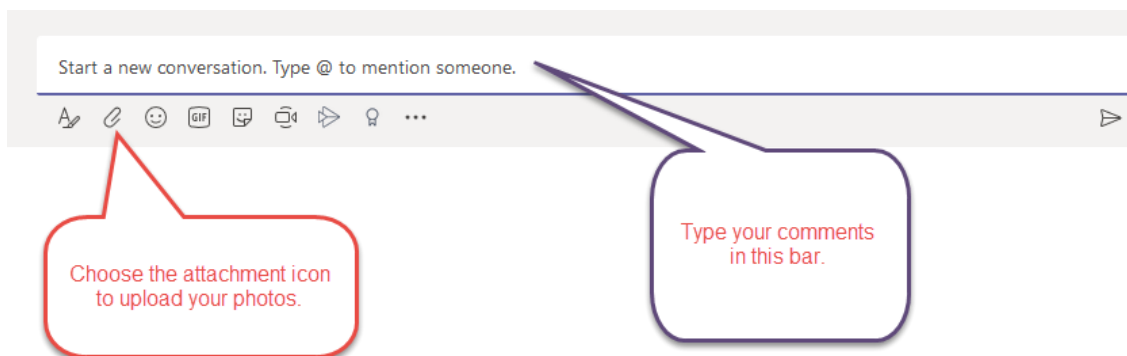 Start a new conversation. Type @ to mention someone.
GIF
Choose the attachment icon
to upload your photos.
Type your comments
in this bar.